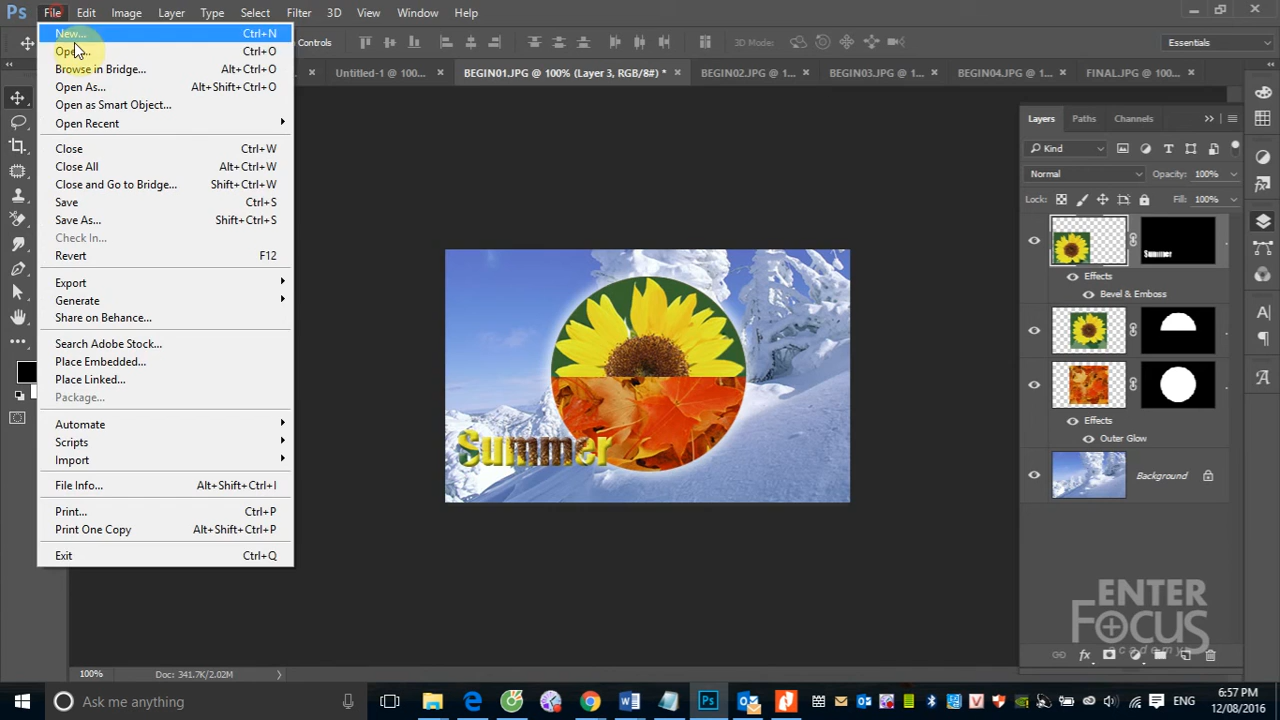 Ps File Edit Image Layer Type Select Filter 3D View Window Help
Controls 3D Mode: Essentials
Untitled-1 @ 100... BEGIN01.JPG @ 100% (Layer 3, RGB/8#) * BEGIN02.JPG @ 1... BEGIN03.JPG @ 1... BEGIN04.JPG @ 1... FINAL.JPG @ 100...
New... Ctrl+N
Open... Ctrl+O
Browse in Bridge... Alt+Ctrl+O
Open As... Alt+Shift+Ctrl+O
Open as Smart Object...
Open Recent
Close Ctrl+W
Close All Alt+Ctrl+W
Close and Go to Bridge... Shift+Ctrl+W
Save Ctrl+S
Save As... Shift+Ctrl+S
Check In...
Revert F12
Export
Generate
Share on Behance...
Search Adobe Stock...
Place Embedded...
Place Linked...
Package...
Automate
Scripts
Import
File Info... Alt+Shift+Ctrl+I
Print... Ctrl+P
Print One Copy Alt+Shift+Ctrl+P
Exit Ctrl+Q
Summer
Layers Paths Channels
Kind
Normal Opacity: 100%
Lock: Fill: 100%
Summer
Effects
Bevel & Emboss
Effects
Outer Glow
Background
ENTER
FOCUS
academy
100% Doc: 341.7K/2.02M
Ask me anything
ENG
6:57 PM
12/08/2016